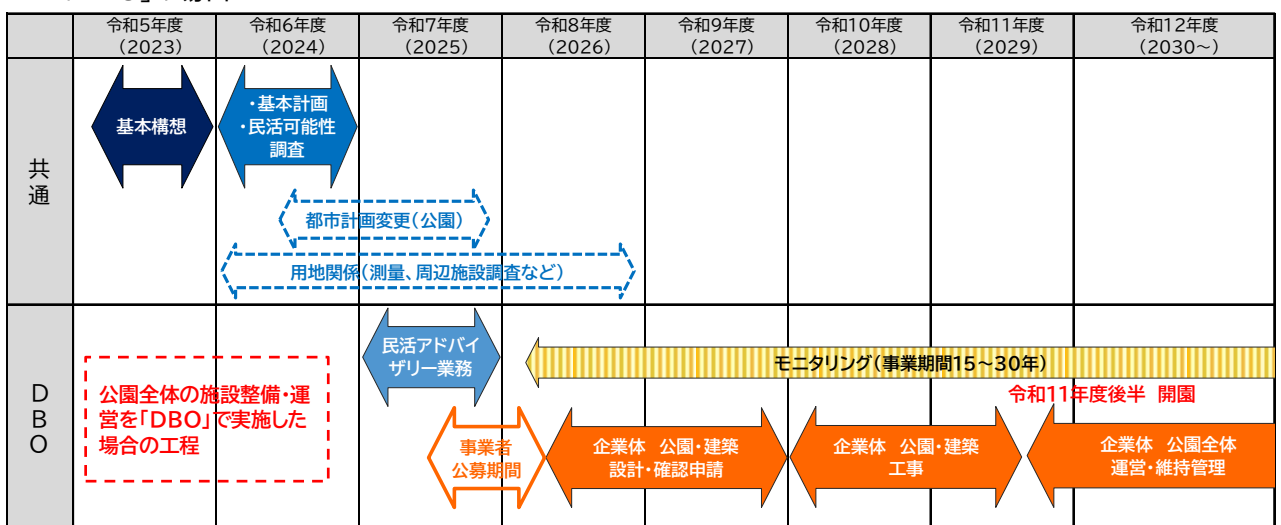 令和5年度
(2023)
令和6年度
(2024)
令和7年度
(2025)
令和8年度
(2026)
令和9年度
(2027)
令和10年度
(2028)
令和11年度
(2029)
令和12年度
(2030~)
共通
基本構想
・基本計画
・民活可能性
調査
都市計画変更(公園)
用地関係(測量、周辺施設調査など)
DBO
公園全体の施設整備・運
営を「DBO」で実施した
場合の工程
民活アドバイ
ザリー業務
モニタリング(事業期間15~30年)
令和11年度後半 開園
事業者
公募期間
企業体 公園・建築
設計・確認申請
企業体 公園・建築
工事
企業体 公園全体
運営・維持管理